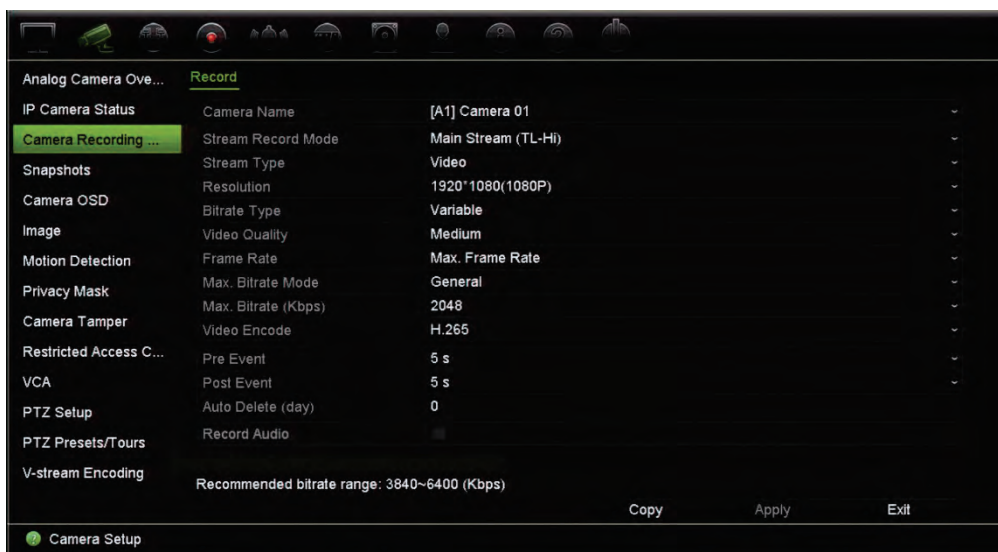 Analog Camera Ove...
IP Camera Status
Camera Recording ...
Snapshots
Camera OSD
Image
Motion Detection
Privacy Mask
Camera Tamper
Restricted Access C...
VCA
PTZ Setup
PTZ Presets/Tours
V-stream Encoding
Record
Camera Name [A1] Camera 01
Stream Record Mode Main Stream (TL-Hi)
Stream Type Video
Resolution 1920*1080(1080P)
Bitrate Type Variable
Video Quality Medium
Frame Rate Max. Frame Rate
Max. Bitrate Mode General
Max. Bitrate (Kbps) 2048
Video Encode H.265
Pre Event 5 s
Post Event 5 s
Auto Delete (day) 0
Record Audio
Recommended bitrate range: 3840~6400 (Kbps)
Copy Apply Exit
Camera Setup